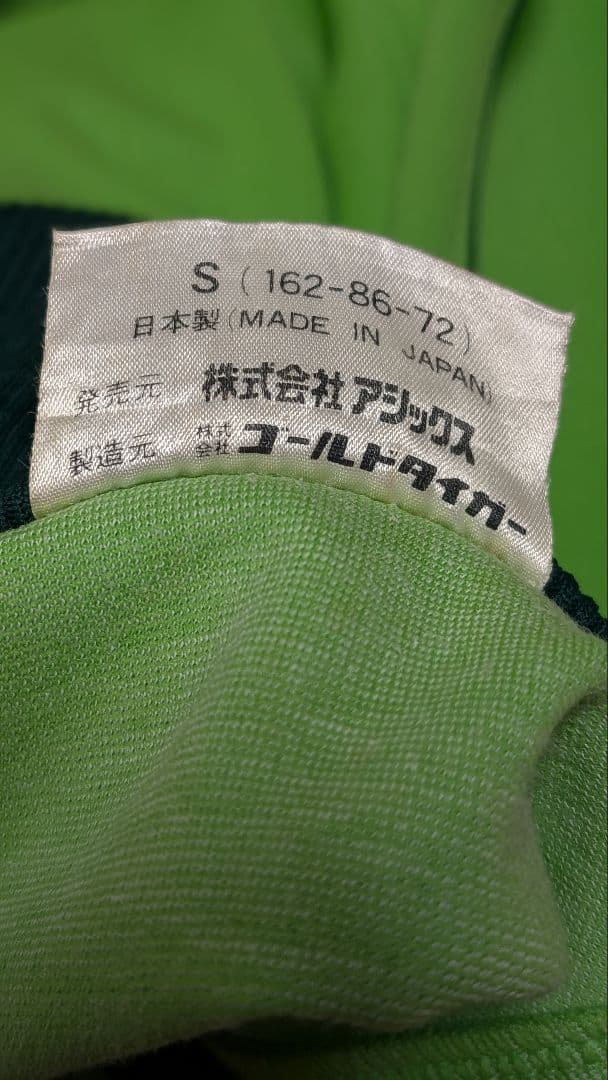 S (162-86-72)
日本製(MADE IN JAPAN)
発売元 株式会社アシックス
製造元 株式会社ゴールドタイガー